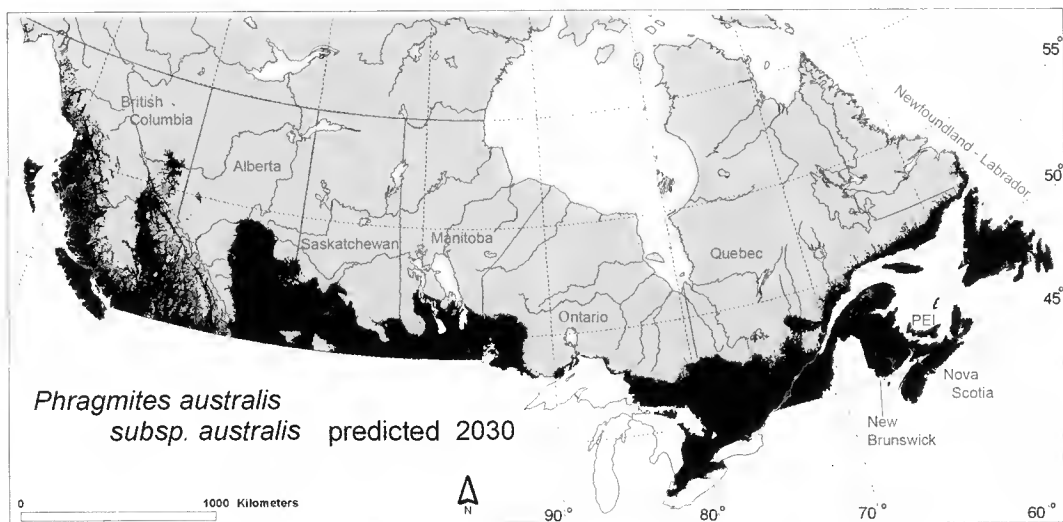 55°
British
Columbia
Newfoundland - Labrador
Alberta
50°
Saskatchewan
Manitoba
Quebec
45°
Ontario
PEI
Nova
Scotia
New
Brunswick
Phragmites australis
subsp. australis predicted 2030
0 1000 Kilometers
N
90° 80° 70° 60°